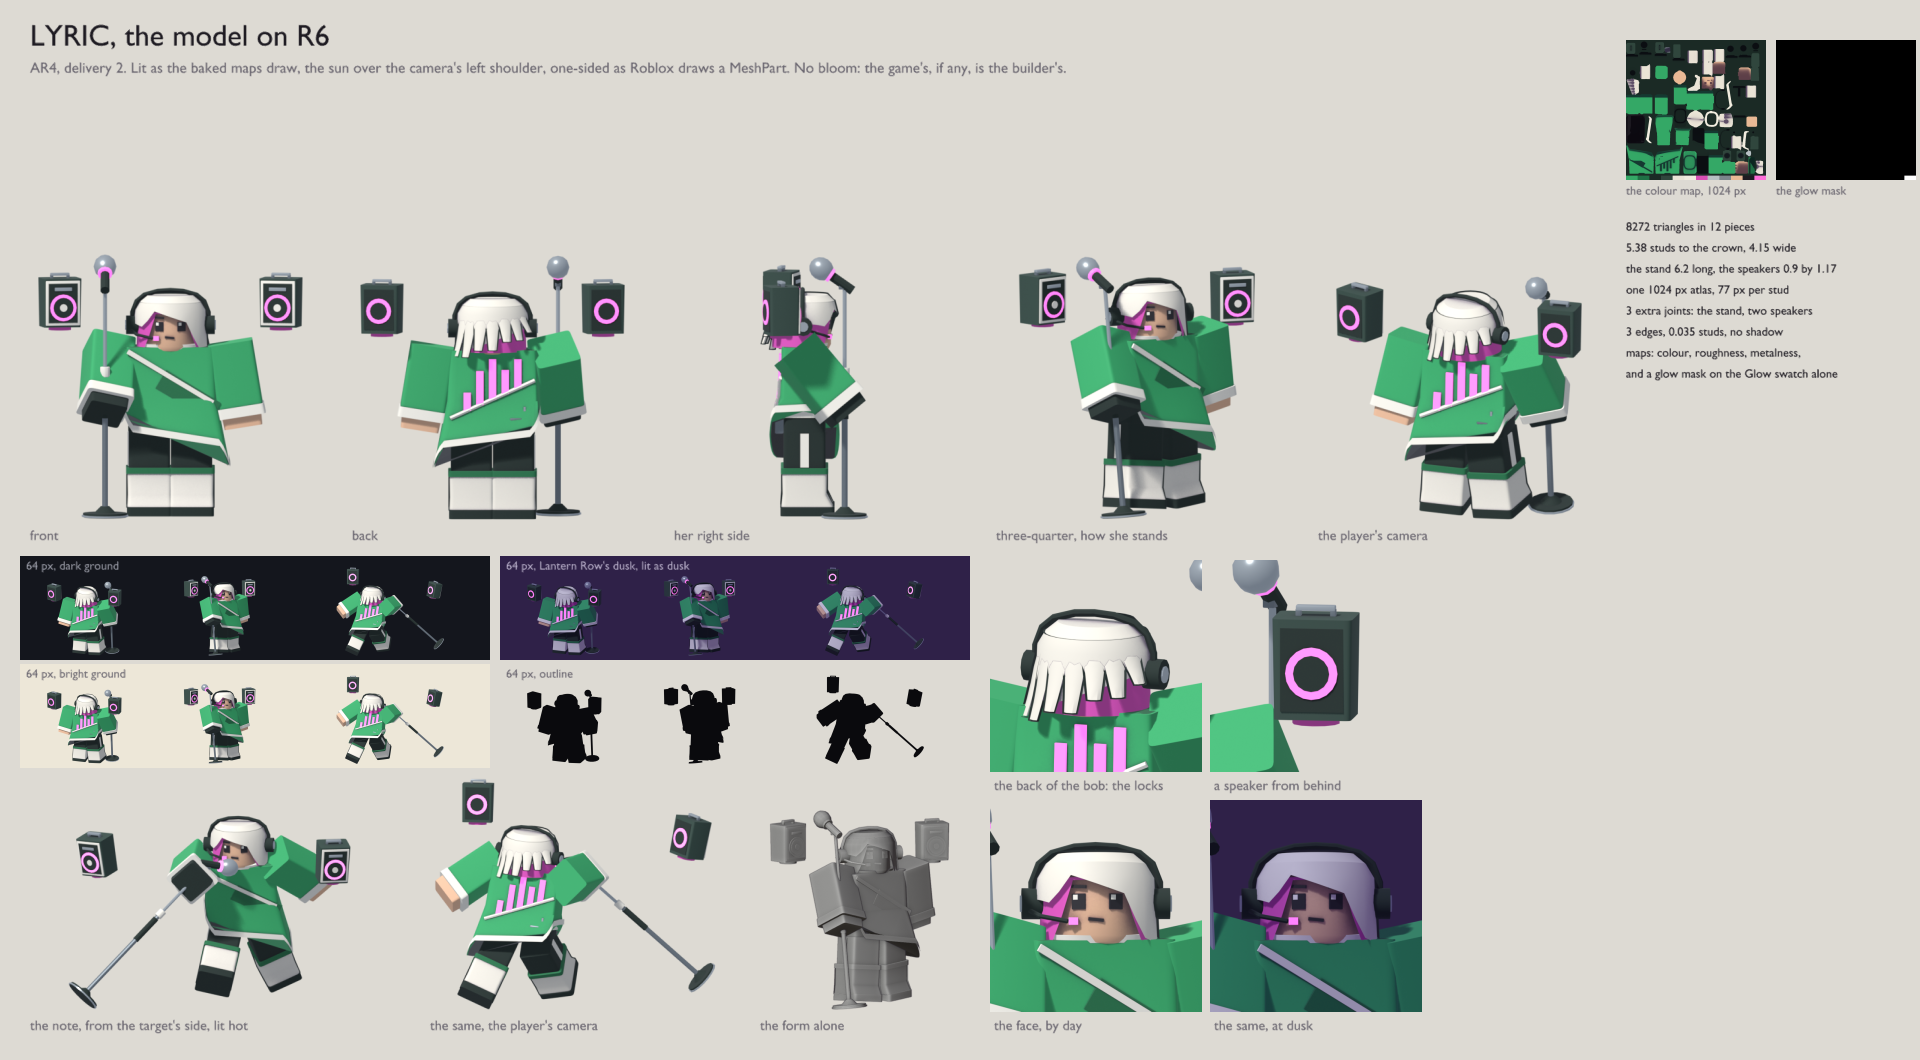 LYRIC, the model on R6
AR4, delivery 2. Lit as the baked maps draw, the sun over the camera's left shoulder, one-sided as Roblox draws a MeshPart. No bloom: the game's, if any, is the builder's.
the colour map, 1024 px
the glow mask
8272 triangles in 12 pieces
5.38 studs to the crown, 4.15 wide
the stand 6.2 long, the speakers 0.9 by 1.17
one 1024 px atlas, 77 px per stud
3 extra joints: the stand, two speakers
3 edges, 0.035 studs, no shadow
maps: colour, roughness, metalness,
and a glow mask on the Glow swatch alone
front
back
her right side
three-quarter, how she stands
the player's camera
64 px, dark ground
64 px, Lantern Row's dusk, lit as dusk
64 px, bright ground
64 px, outline
the back of the bob: the locks
a speaker from behind
the note, from the target's side, lit hot
the same, the player's camera
the form alone
the face, by day
the same, at dusk